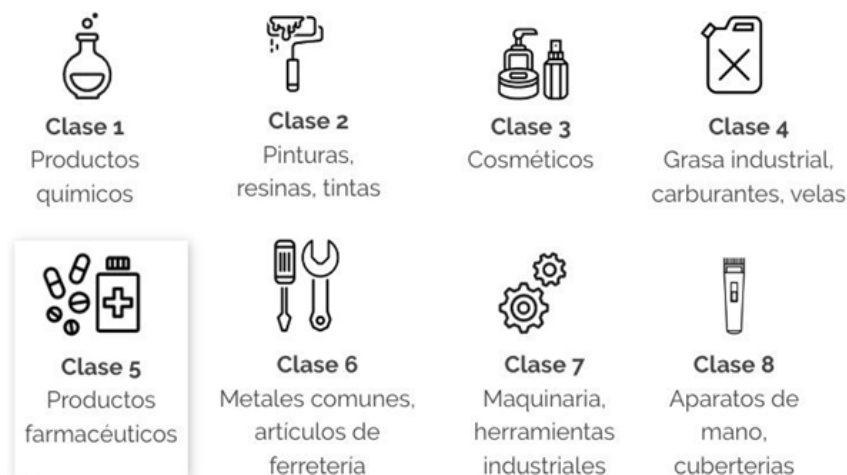 Clase 1
Productos
químicos
Clase 2
Pinturas,
resinas, tintas
Clase 3
Cosméticos
Clase 4
Grasa industrial,
carburantes, velas
Clase 5
Productos
farmacéuticos
Clase 6
Metales comunes,
artículos de
ferretería
Clase 7
Maquinaria,
herramientas
industriales
Clase 8
Aparatos de
mano,
cuberterias